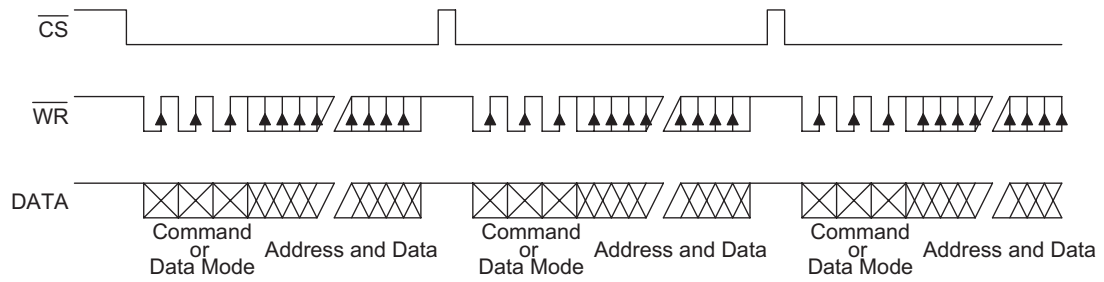 CS
WR
DATA
Command
or
Data Mode
Address and Data
Command
or
Data Mode
Address and Data
Command
or
Data Mode
Address and Data